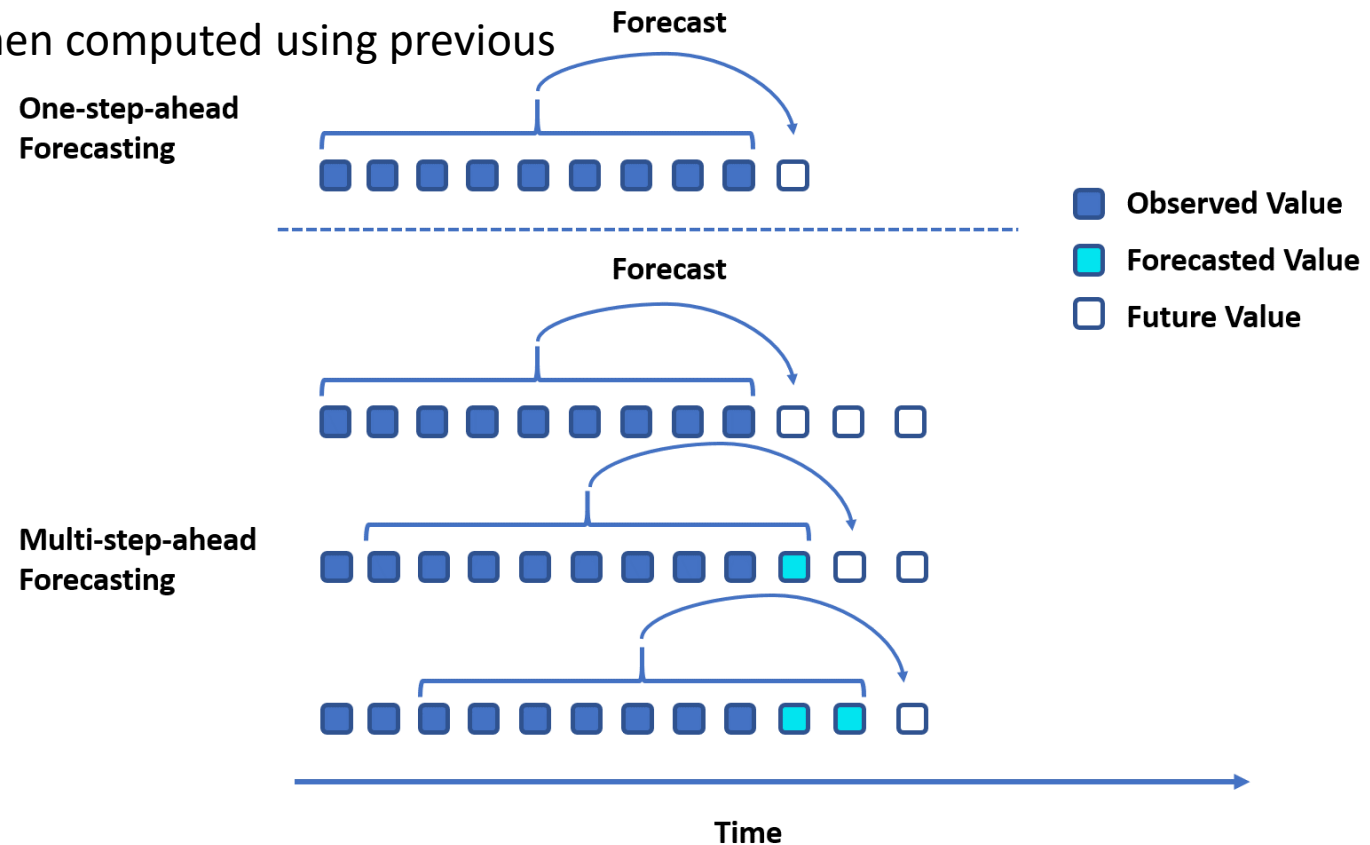 Forecast
en computed using previous
One-step-ahead
Forecasting
Observed Value
Forecasted Value
Future Value
Forecast
Multi-step-ahead
Forecasting
Time